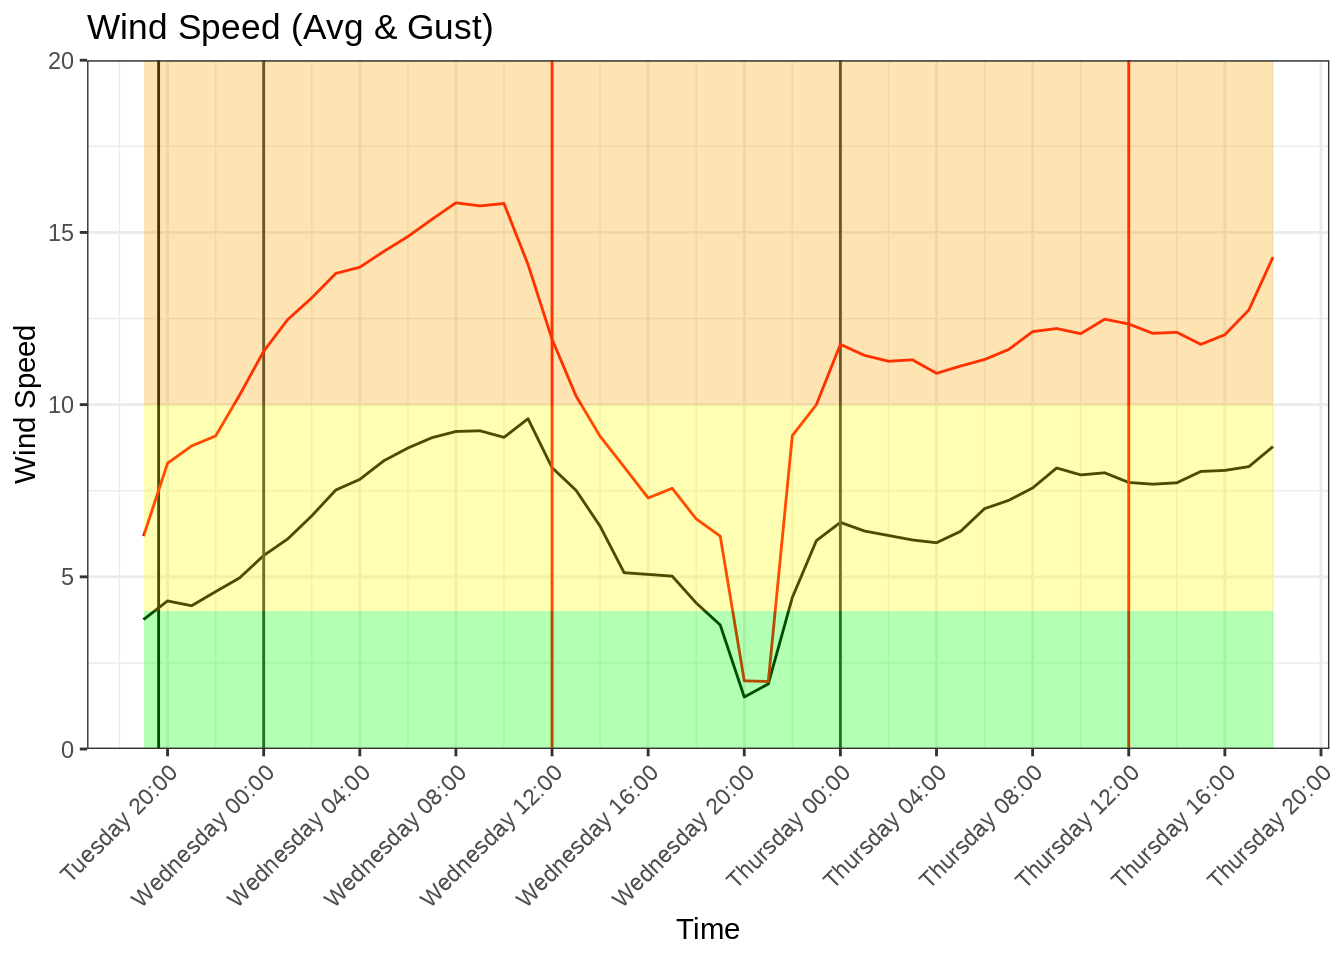 Wind Speed (Avg & Gust)
20
15
10
5
0
Wind Speed
Tuesday 20:00
Wednesday 00:00
Wednesday 04:00
Wednesday 08:00
Wednesday 12:00
Wednesday 16:00
Wednesday 20:00
Thursday 00:00
Thursday 04:00
Thursday 08:00
Thursday 12:00
Thursday 16:00
Thursday 20:00
Time